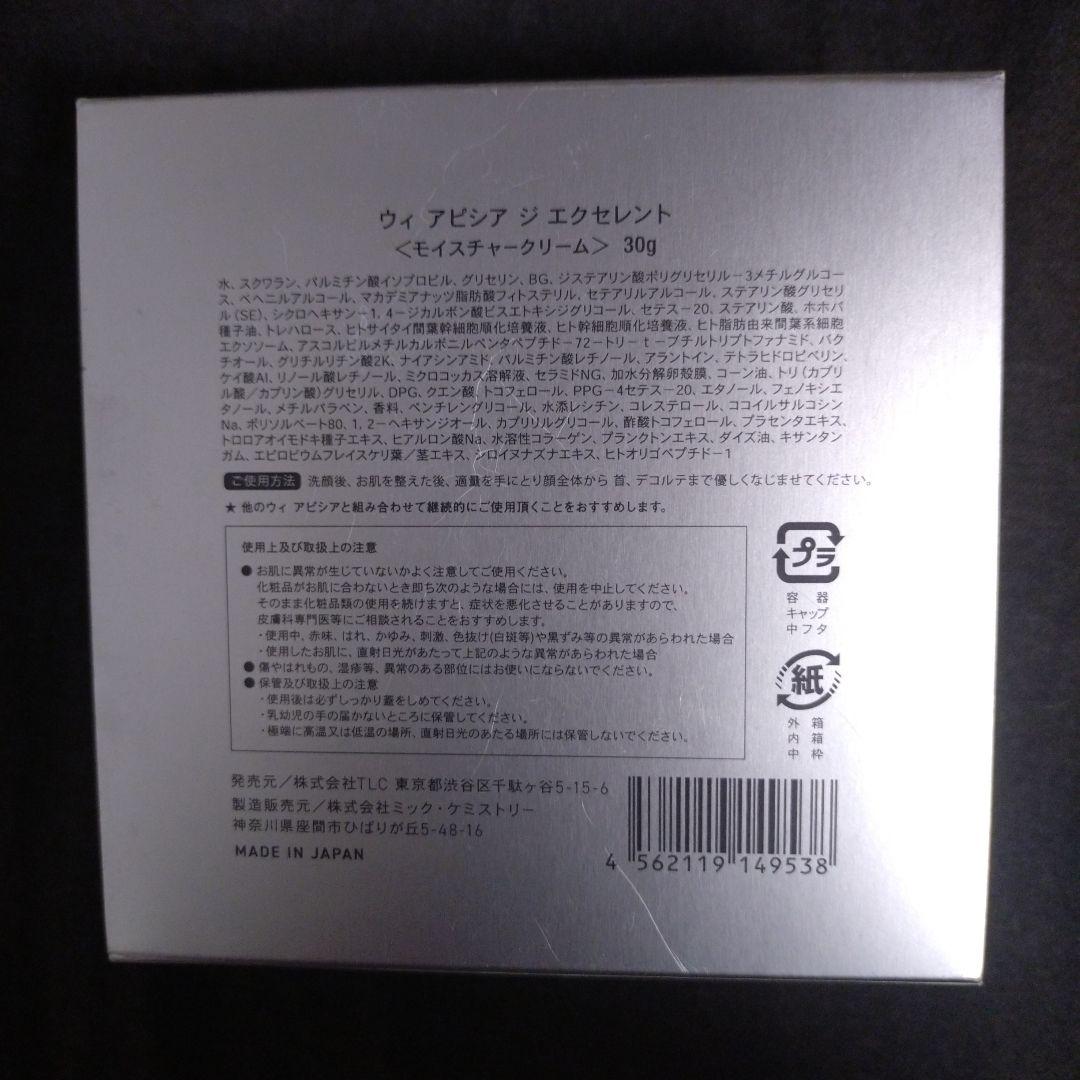 ウィ アピシア ジ エクセレント
＜モイスチャークリーム＞ 30g
水、スクワラン、パルミチン酸イソプロピル、グリセリン、BG、ジステアリン酸ポリグリセリル－3メチルグルコー
ス、ベヘニルアルコール、マカデミアナッツ脂肪酸フィトステリル、セテアリルアルコール、ステアリン酸グリセリ
ル（SE）、シクロヘキサン－1，4－ジカルボン酸ビスエトキシジグリコール、セテス－20、ステアリン酸、ホホバ
種子油、トレハロース、ヒトサイタイ間葉幹細胞順化培養液、ヒト幹細胞順化培養液、ヒト脂肪由来間葉系細胞
エクソソーム、アスコルビルメチルカルボニルペンタペプチド－72－トリ－t－ブチルトリプトファナミド、バク
チオール、グリチルリチン酸2K、ナイアシンアミド、パルミチン酸レチノール、アラントイン、テトラヒドロピペリン、
ケイ酸Al、リノール酸レチノール、ミクロコッカス溶解液、セラミドNG、加水分解卵殻膜、コーン油、トリ（カプリ
ル酸／カプリン酸）グリセリル、DPG、クエン酸、トコフェロール、PPG－4セテス－20、エタノール、フェノキシエ
タノール、メチルパラベン、香料、ペンチレングリコール、水添レシチン、コレステロール、ココイルサルコシン
Na、ポリソルベート80、1，2－ヘキサンジオール、カプリリルグリコール、酢酸トコフェロール、プラセンタエキス、
トロロアオイモドキ種子エキス、ヒアルロン酸Na、水溶性コラーゲン、プランクトンエキス、ダイズ油、キサンタン
ガム、エピロビウムフレイスケリ葉／茎エキス、シロイヌナズナエキス、ヒトオリゴペプチド－1
ご使用方法 洗顔後、お肌を整えた後、適量を手にとり顔全体から 首、デコルテまで優しくなじませてください。
★ 他のウィ アピシアと組み合わせて継続的にご使用頂くことをおすすめします。
使用上及び取扱上の注意
● お肌に異常が生じていないかよく注意してご使用ください。
化粧品がお肌に合わないとき即ち次のような場合には、使用を中止してください。
そのまま化粧品類の使用を続けますと、症状を悪化させることがありますので、
皮膚科専門医等にご相談されることをおすすめします。
・使用中、赤味、はれ、かゆみ、刺激、色抜け(白斑等)や黒ずみ等の異常があらわれた場合
・使用したお肌に、直射日光があたって上記のような異常があらわれた場合
● 傷やはれもの、湿疹等、異常のある部位にはお使いにならないでください。
● 保管及び取扱上の注意
・使用後は必ずしっかり蓋をしめてください。
・乳幼児の手の届かないところに保管してください。
・極端に高温又は低温の場所、直射日光のあたる場所には保管しないでください。
プラ
容器
キャップ
中フタ
紙
外箱
内箱
中枠
発売元／株式会社TLC 東京都渋谷区千駄ヶ谷5-15-6
製造販売元／株式会社ミック・ケミストリー
神奈川県座間市ひばりが丘5-48-16
MADE IN JAPAN
4 562119 149538